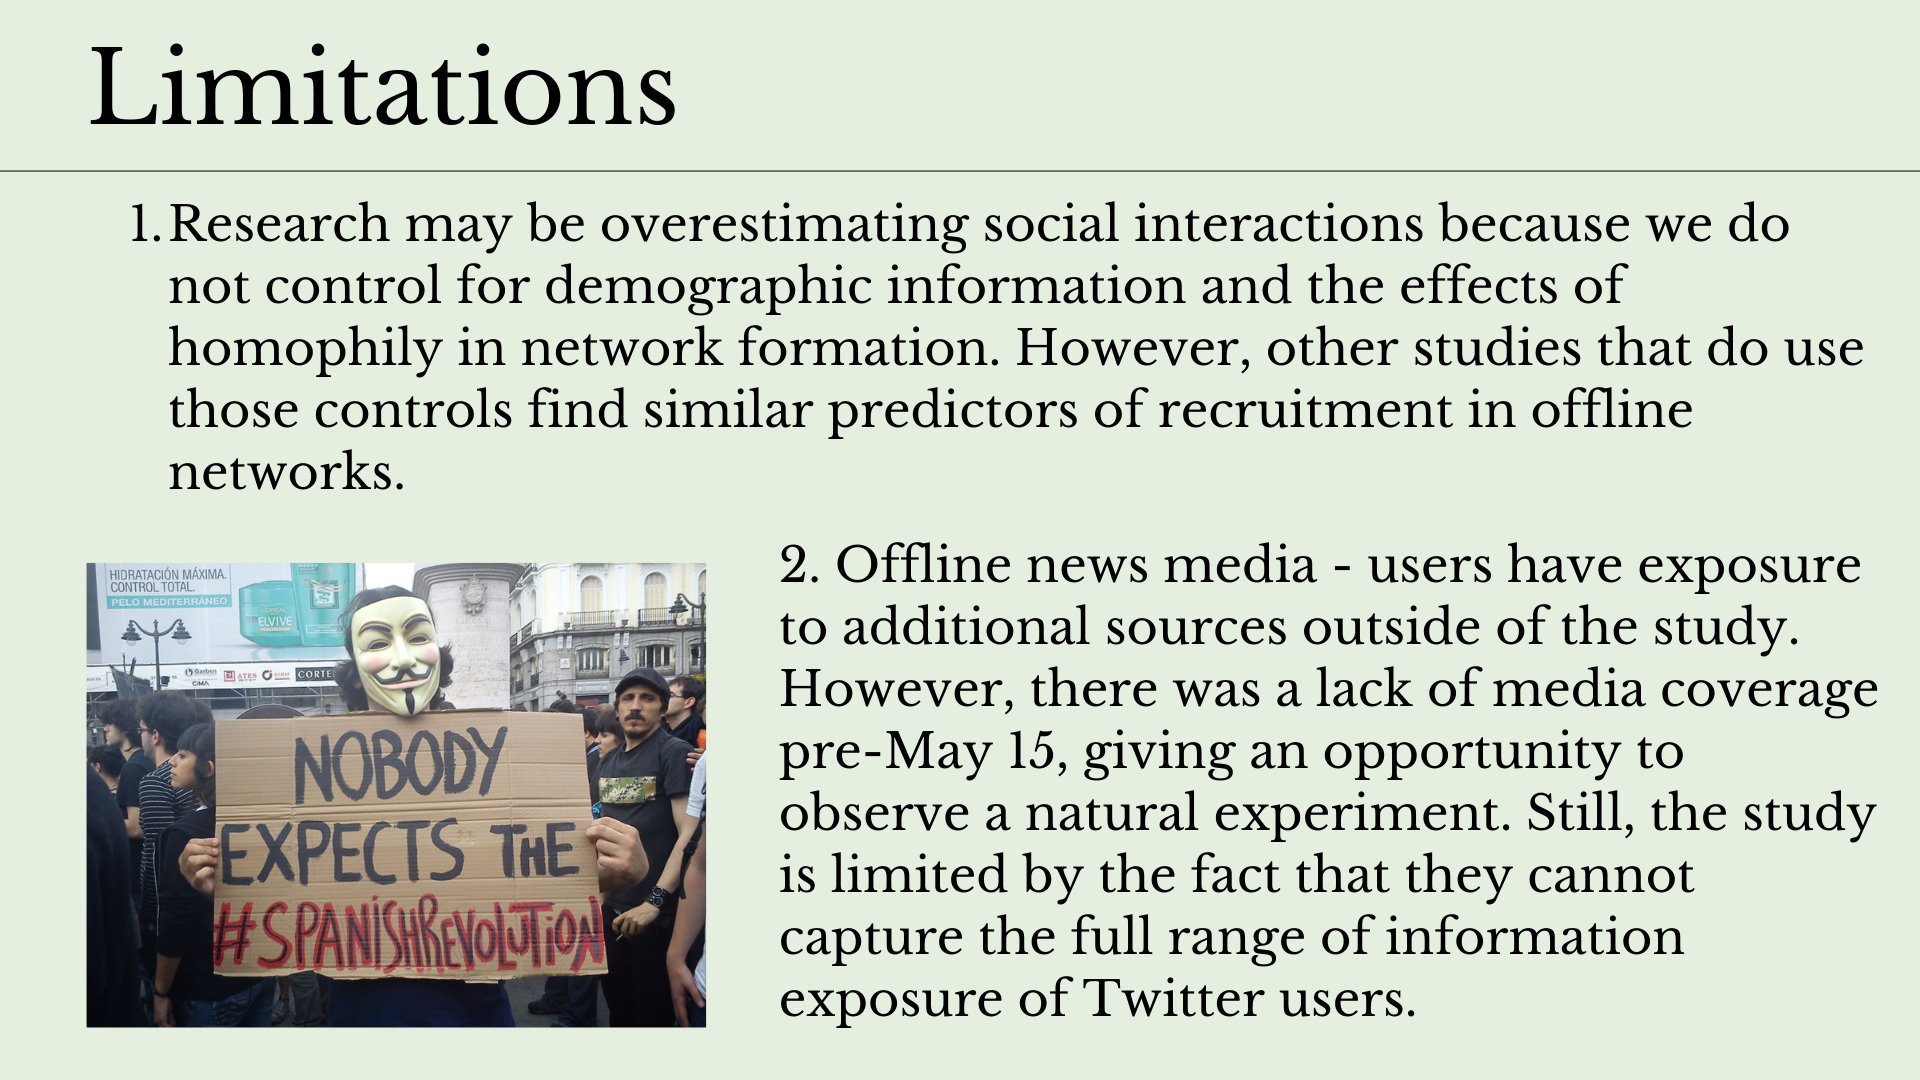 Limitations
1. Research may be overestimating social interactions because we do
not control for demographic information and the effects of
homophily in network formation. However, other studies that do use
those controls find similar predictors of recruitment in offline
networks.
2. Offline news media - users have exposure
to additional sources outside of the study.
However, there was a lack of media coverage
pre-May 15, giving an opportunity to
observe a natural experiment. Still, the study
is limited by the fact that they cannot
capture the full range of information
exposure of Twitter users.
HIDRATACIÓN MÁXIMA.
CONTROL TOTAL.
PELO MEDITERRÁNEO
ELVIVE
ATES
CORTE
NOBODY
EXPECTS THE
#SPANISHREVOLUTION